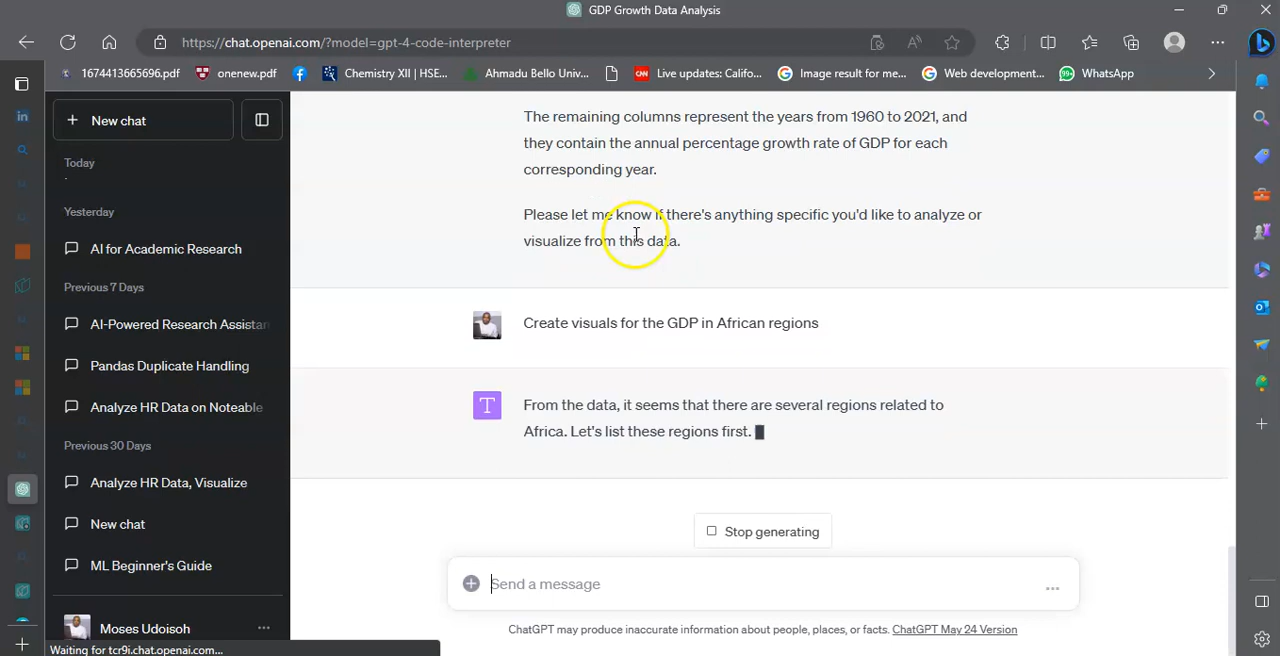 GDP Growth Data Analysis
https://chat.openai.com/?model=gpt-4-code-interpreter
1674413665696.pdf
onenew.pdf
Chemistry XII | HSE...
Ahmadu Bello Univ...
CNN
Live updates: Califo...
Image result for me...
Web development...
99+
WhatsApp
+ New chat
Today
Yesterday
AI for Academic Research
Previous 7 Days
AI-Powered Research Assistan
Pandas Duplicate Handling
Analyze HR Data on Noteable
Previous 30 Days
Analyze HR Data, Visualize
New chat
ML Beginner's Guide
Moses Udoisoh
Waiting for tcr9i.chat.openai.com...
The remaining columns represent the years from 1960 to 2021, and
they contain the annual percentage growth rate of GDP for each
corresponding year.
Please let me know if there's anything specific you'd like to analyze or
visualize from this data.
Create visuals for the GDP in African regions
T
From the data, it seems that there are several regions related to
Africa. Let's list these regions first.
Stop generating
Send a message
ChatGPT may produce inaccurate information about people, places, or facts. ChatGPT May 24 Version